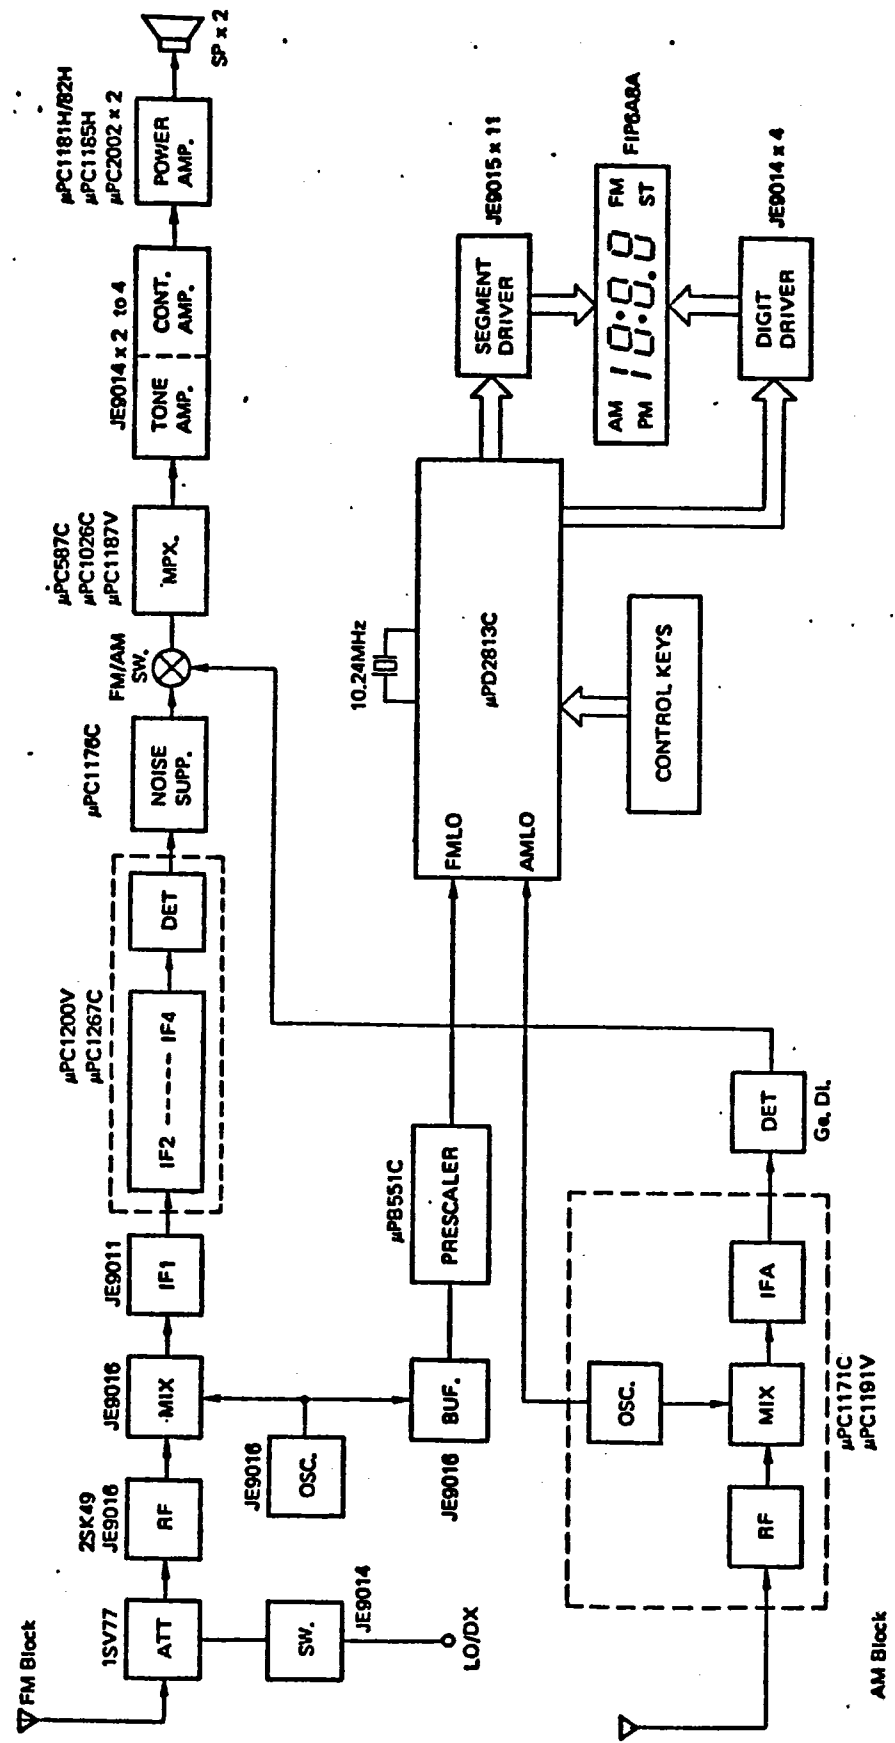 FM Block
1SV77
ATT
2SK49
JE9016
RF
JE9016
MIX
JE9011
IF1
μPC1200V
μPC1267C
IF2 ----- IF4
DET
μPC1176C
NOISE
SUPP.
FM/AM
SW.
μPC587C
μPC1026C
μPC1187V
MPX.
JE9014 x 2 to 4
TONE
AMP.
CONT.
AMP.
μPC1181H/82H
μPC1185H
μPC2002 x 2
POWER
AMP.
SP x 2
SW.
JE9014
LO/DX
JE9016
OSC.
BUF.
JE9016
μPB551C
PRESCALER
FMLO
AMLO
μPD2813C
10.24MHz
CONTROL KEYS
SEGMENT
DRIVER
JE9015 x 11
AM
PM
10:0.0
FM
ST
FIP6A8A
DIGIT
DRIVER
JE9014 x 4
AM Block
RF
MIX
OSC.
IFA
μPC1171C
μPC1191V
DET
Ge. Di.